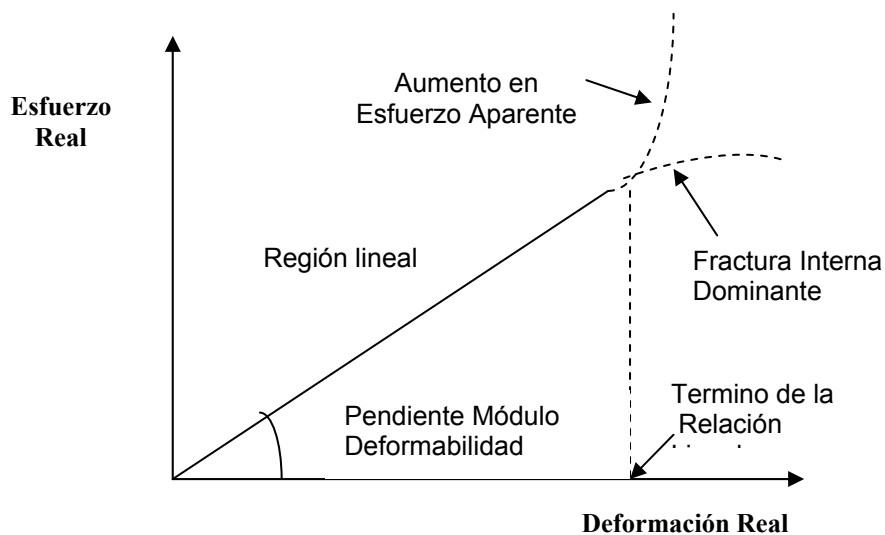 Aumento en
Esfuerzo Aparente
Esfuerzo
Real
Región lineal
Fractura Interna
Dominante
Pendiente Módulo
Deformabilidad
Termino de la
Relación
Deformación Real